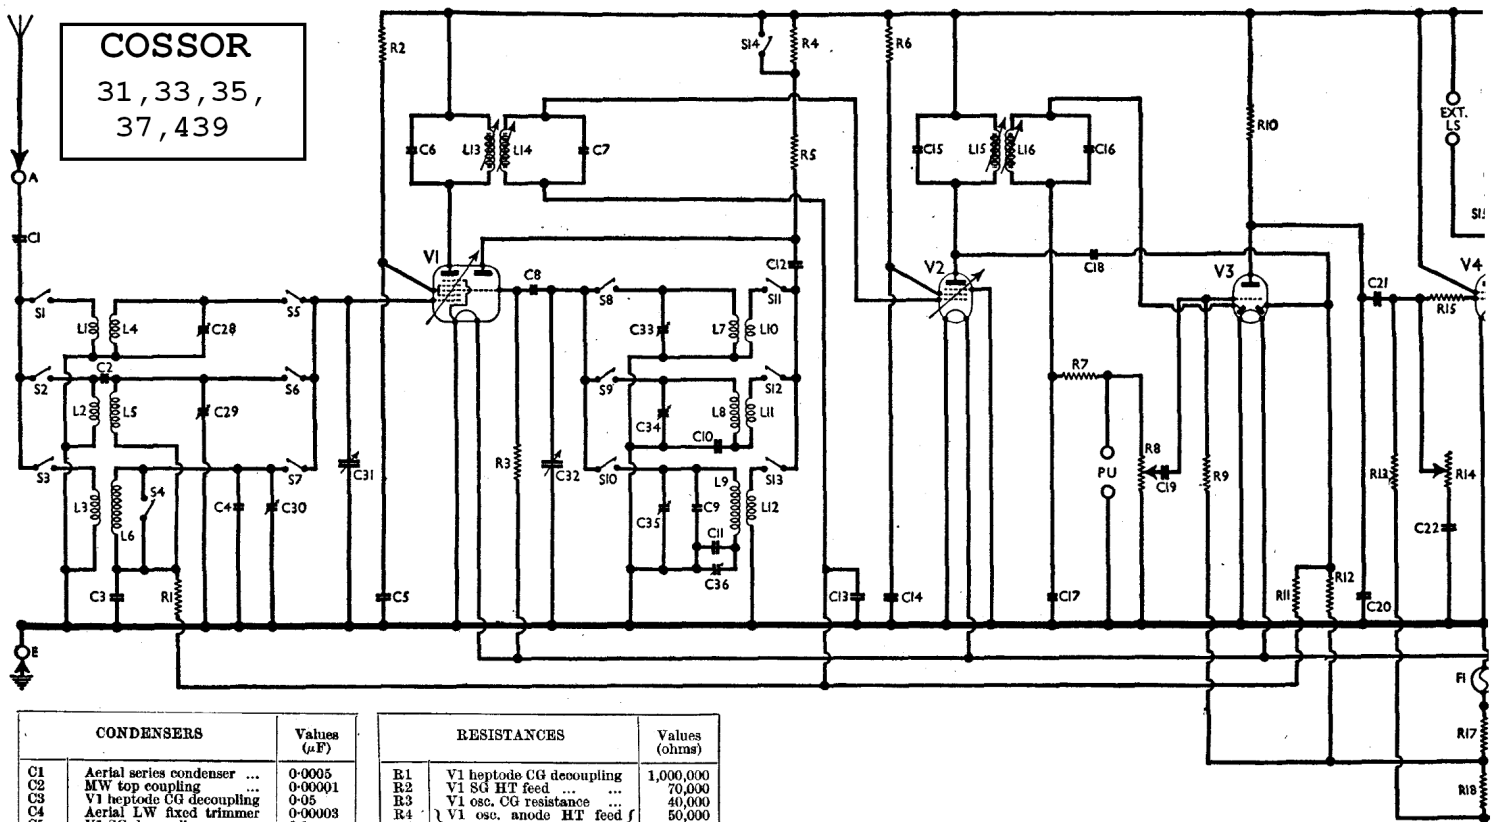 COSSOR
31,33,35,
37,439
R2
S14
R4
R6
EXT.
LS
C6
L13
L14
C7
R5
C15
L15
L16
C16
R10
A
C1
V1
C8
C12
V2
C18
V3
C21
V4
R15
S1
L1
L4
C28
S5
S8
C33
L7
L10
S11
C2
S2
L2
L5
C29
S6
S9
C34
L8
L11
S12
C10
R7
S3
L3
L6
S4
C4
C30
S7
C31
R3
C32
S10
C35
C9
L9
L12
S13
C11
C36
PU
R8
C19
R9
R13
R14
C22
C3
R1
C5
C13
C14
C17
R11
R12
C20
E
F1
R17
R18
CONDENSERS Values (μF)
C1 Aerial series condenser ... 0·0005
C2 MW top coupling ... 0·00001
C3 V1 heptode CG decoupling 0·05
C4 Aerial LW fixed trimmer 0·00003
RESISTANCES Values (ohms)
R1 V1 heptode CG decoupling 1,000,000
R2 V1 SG HT feed ... ... 70,000
R3 V1 osc. CG resistance ... 40,000
R4 } V1 osc. anode HT feed { 50,000